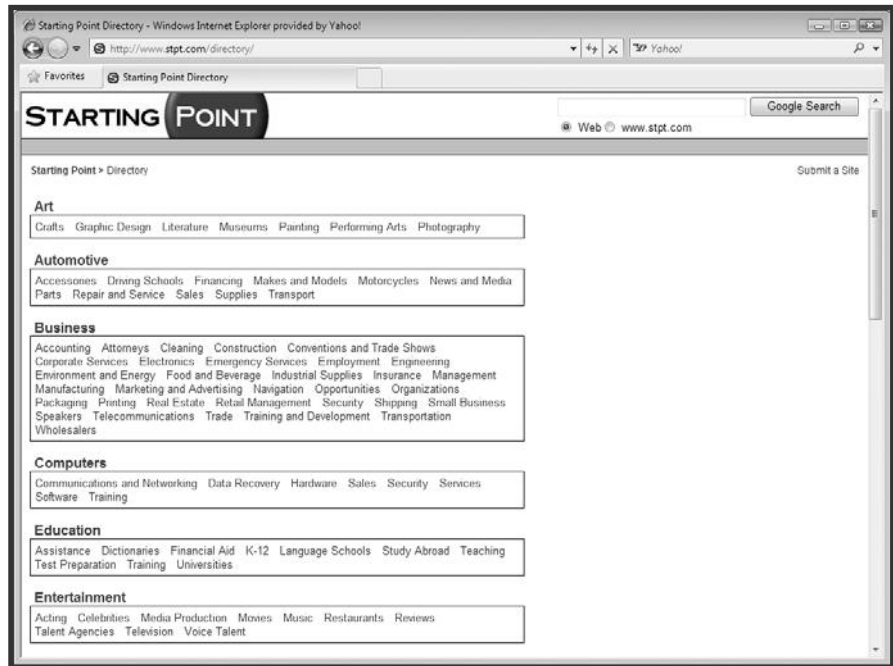 Starting Point Directory - Windows Internet Explorer provided by Yahoo!
http://www.stpt.com/directory/ Yahoo!
Favorites Starting Point Directory
STARTING POINT Google Search
Web www.stpt.com
Starting Point > Directory Submit a Site
Art
Crafts Graphic Design Literature Museums Painting Performing Arts Photography
Automotive
Accessories Driving Schools Financing Makes and Models Motorcycles News and Media
Parts Repair and Service Sales Supplies Transport
Business
Accounting Attorneys Cleaning Construction Conventions and Trade Shows
Corporate Services Electronics Emergency Services Employment Engineering
Environment and Energy Food and Beverage Industrial Supplies Insurance Management
Manufacturing Marketing and Advertising Navigation Opportunities Organizations
Packaging Printing Real Estate Retail Management Security Shipping Small Business
Speakers Telecommunications Trade Training and Development Transportation
Wholesalers
Computers
Communications and Networking Data Recovery Hardware Sales Security Services
Software Training
Education
Assistance Dictionaries Financial Aid K-12 Language Schools Study Abroad Teaching
Test Preparation Training Universities
Entertainment
Acting Celebrities Media Production Movies Music Restaurants Reviews
Talent Agencies Television Voice Talent